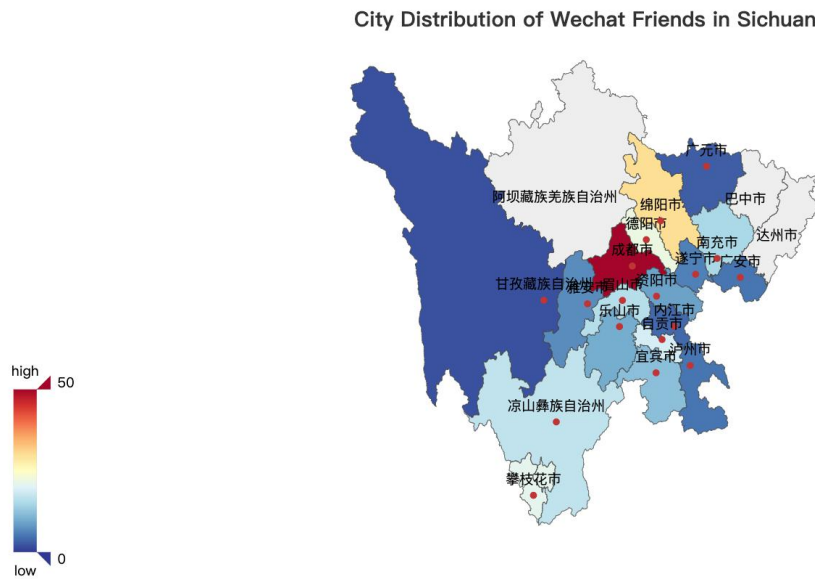 City Distribution of Wechat Friends in Sichuan
广元市
阿坝藏族羌族自治州
巴中市
绵阳市
德阳市
达州市
南充市
成都市
遂宁市
广安市
甘孜藏族自治州
雅安市
眉山市
资阳市
乐山市
内江市
自贡市
宜宾市
泸州市
凉山彝族自治州
攀枝花市
high
50
0
low